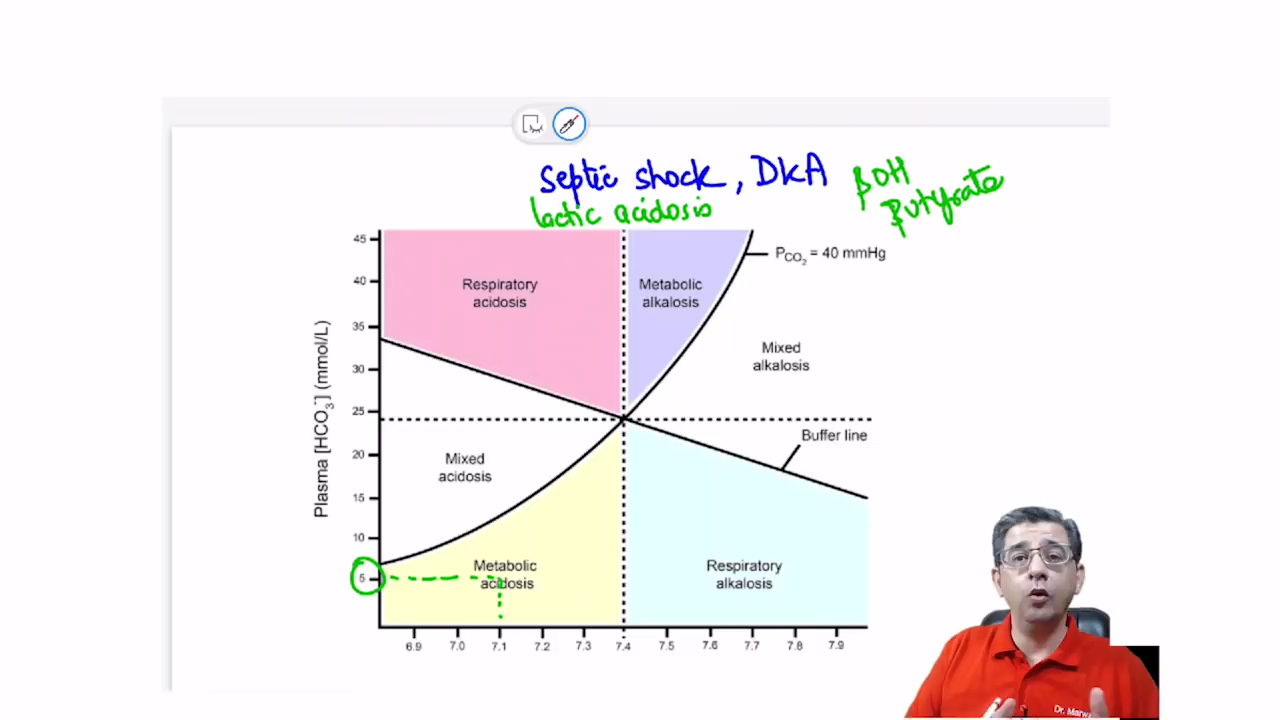 Septic shock, DKA
βOH
Butyrate
lactic acidosis
45
40
35
30
25
20
15
10
5
Plasma [HCO₃⁻] (mmol/L)
Respiratory
acidosis
Metabolic
alkalosis
P_CO₂ = 40 mmHg
Mixed
alkalosis
Buffer line
Mixed
acidosis
Metabolic
acidosis
Respiratory
alkalosis
6.9 7.0 7.1 7.2 7.3 7.4 7.5 7.6 7.7 7.8 7.9
Dr.